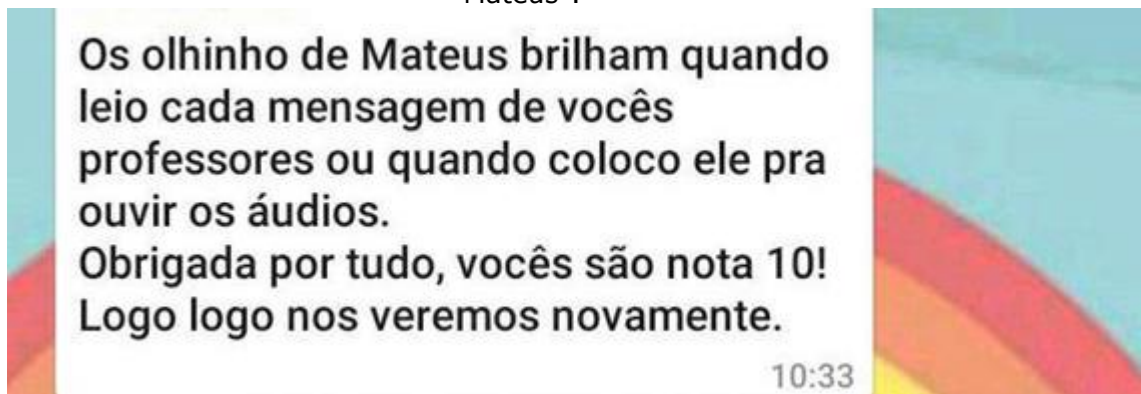 Os olhinho de Mateus brilham quando
leio cada mensagem de vocês
professores ou quando coloco ele pra
ouvir os áudios.
Obrigada por tudo, vocês são nota 10!
Logo logo nos veremos novamente.
10:33